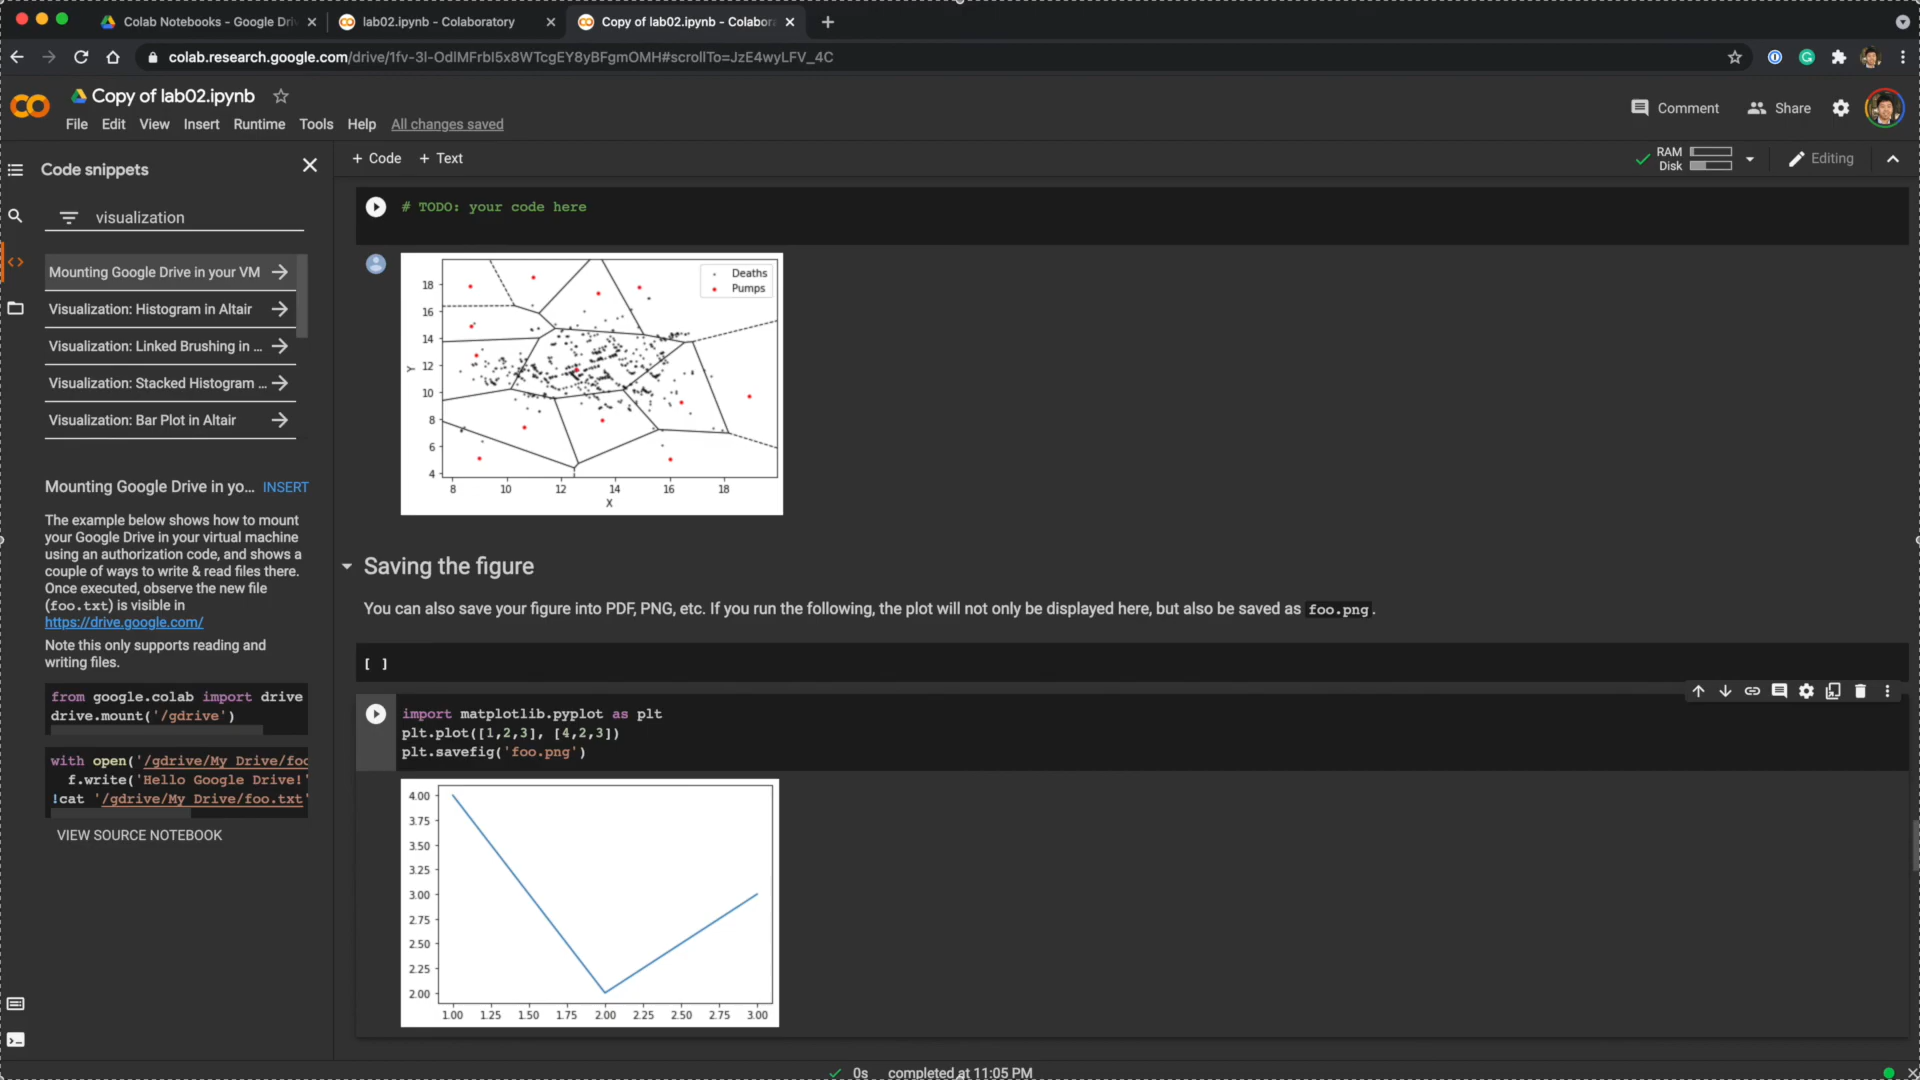 Colab Notebooks - Google Dri
lab02.ipynb - Colaboratory
Copy of lab02.ipynb - Colabor
colab.research.google.com/drive/1fv-3l-OdlMFrbI5x8WTcgEY8yBFgmOMH#scrollTo=JzE4wyLFV_4C
Copy of lab02.ipynb
File Edit View Insert Runtime Tools Help All changes saved
Comment Share
Code snippets
+ Code + Text
RAM
Disk
Editing
visualization
Mounting Google Drive in your VM
Visualization: Histogram in Altair
Visualization: Linked Brushing in ...
Visualization: Stacked Histogram ...
Visualization: Bar Plot in Altair
Mounting Google Drive in yo... INSERT
The example below shows how to mount
your Google Drive in your virtual machine
using an authorization code, and shows a
couple of ways to write & read files there.
Once executed, observe the new file
(foo.txt) is visible in
https://drive.google.com/
Note this only supports reading and
writing files.
from google.colab import drive
drive.mount('/gdrive')
with open('/gdrive/My Drive/foo
f.write('Hello Google Drive!'
!cat '/gdrive/My Drive/foo.txt'
VIEW SOURCE NOTEBOOK
# TODO: your code here
Deaths
Pumps
18
16
14
12
10
8
6
4
Y
8 10 12 14 16 18
X
Saving the figure
You can also save your figure into PDF, PNG, etc. If you run the following, the plot will not only be displayed here, but also be saved as foo.png.
[ ]
import matplotlib.pyplot as plt
plt.plot([1,2,3], [4,2,3])
plt.savefig('foo.png')
4.00
3.75
3.50
3.25
3.00
2.75
2.50
2.25
2.00
1.00 1.25 1.50 1.75 2.00 2.25 2.50 2.75 3.00
0s completed at 11:05 PM